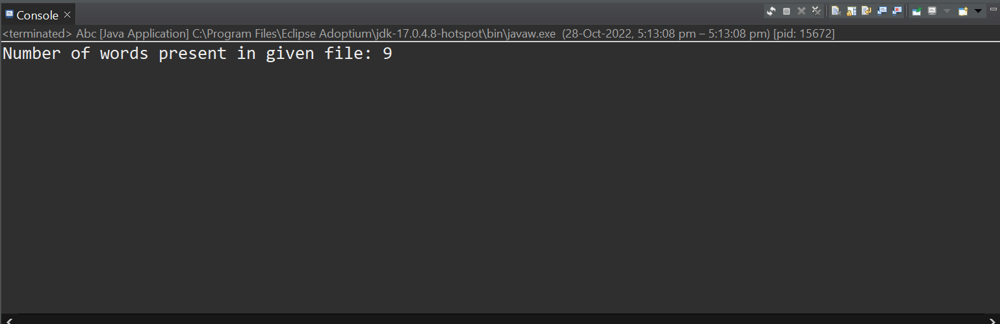 Console
<terminated> Abc [Java Application] C:\Program Files\Eclipse Adoptium\jdk-17.0.4.8-hotspot\bin\javaw.exe (28-Oct-2022, 5:13:08 pm – 5:13:08 pm) [pid: 15672]
Number of words present in given file: 9